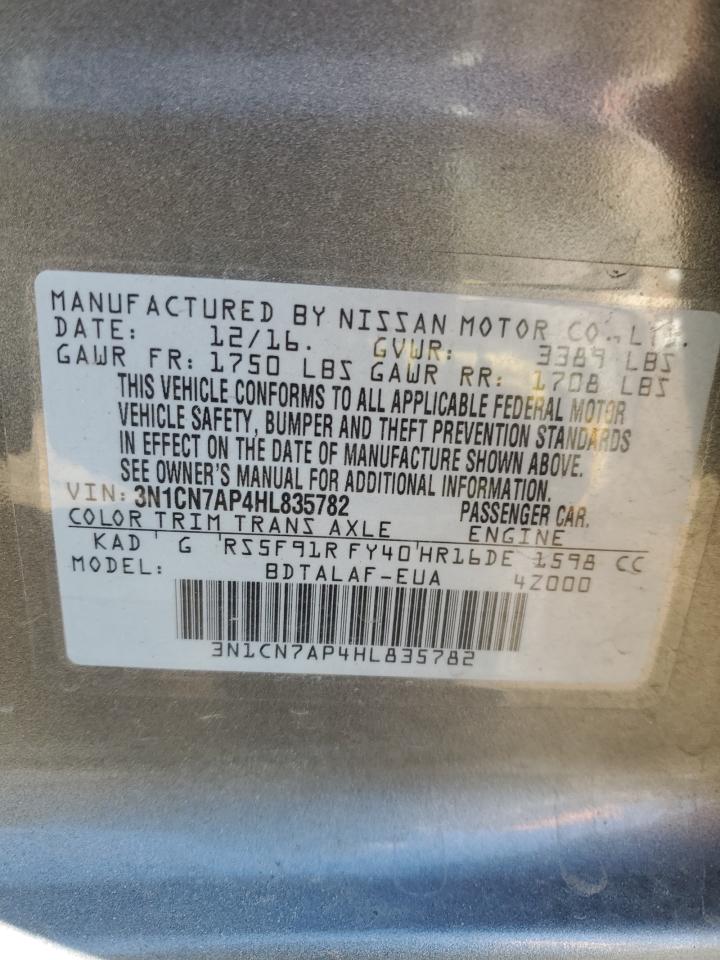 MANUFACTURED BY NISSAN MOTOR CO., LTD.
DATE: 12/16. GVWR: 3389 LBS
GAWR FR: 1750 LBS GAWR RR: 1708 LBS
THIS VEHICLE CONFORMS TO ALL APPLICABLE FEDERAL MOTOR
VEHICLE SAFETY, BUMPER AND THEFT PREVENTION STANDARDS
IN EFFECT ON THE DATE OF MANUFACTURE SHOWN ABOVE.
SEE OWNER'S MANUAL FOR ADDITIONAL INFORMATION.
VIN: 3N1CN7AP4HL835782 PASSENGER CAR.
COLOR TRIM TRANS AXLE ENGINE
KAD G RS5F91R FY40 HR16DE 1598 CC
MODEL: BDTALAF-EUA 4Z000
3N1CN7AP4HL835782